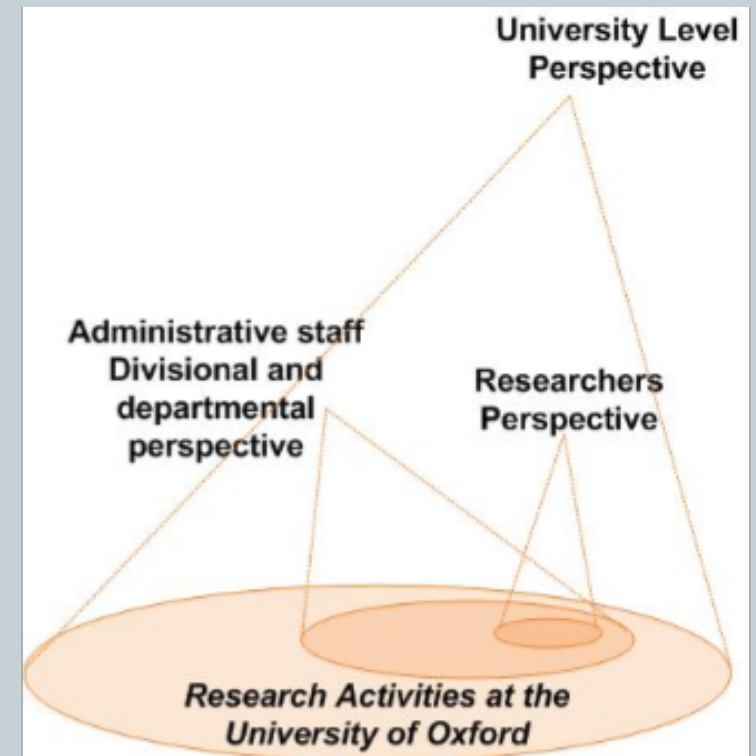 University Level
Perspective
Administrative staff
Divisional and
departmental
perspective
Researchers
Perspective
Research Activities at the
University of Oxford